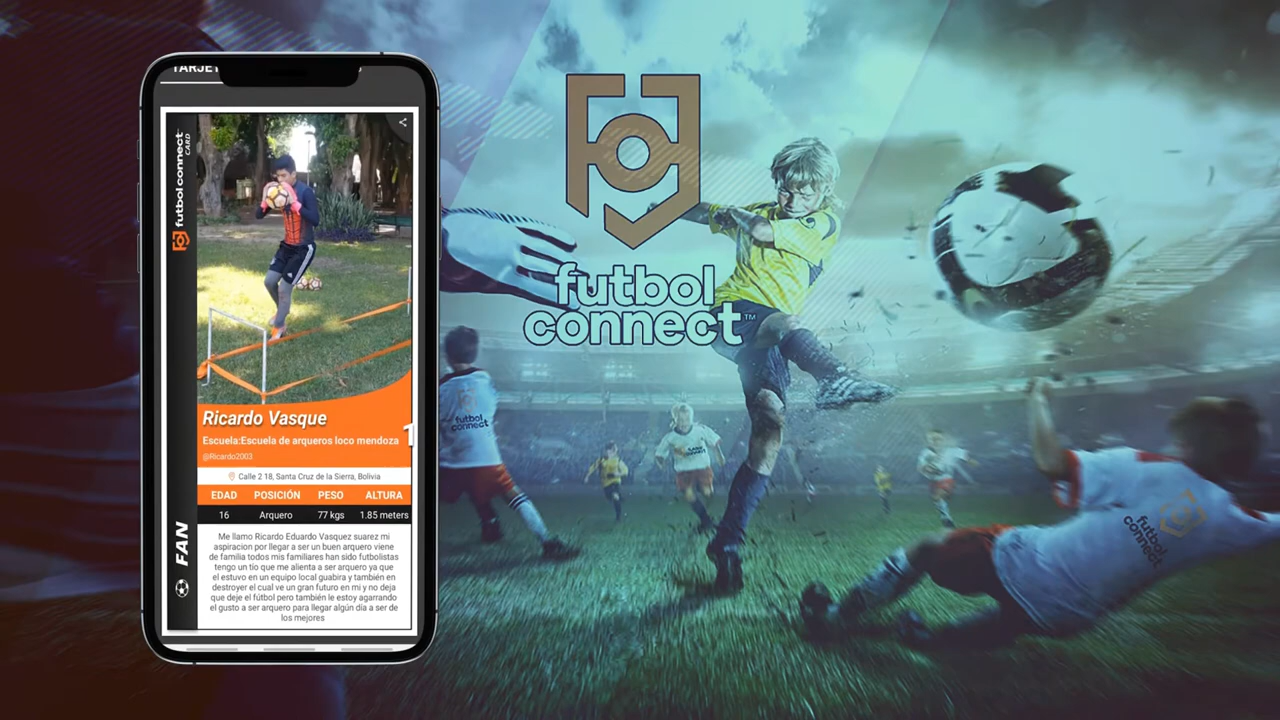 TARJET
futbol connect
CARD
Ricardo Vasque
1
Escuela:Escuela de arqueros loco mendoza
@Ricardo2003
Calle 2 18, Santa Cruz de la Sierra, Bolivia
EDAD POSICIÓN PESO ALTURA
16 Arquero 77 kgs 1.85 meters
FAN
Me llamo Ricardo Eduardo Vasquez suarez mi
aspiracion por llegar a ser un buen arquero viene
de familia todos mis familiares han sido futbolistas
tengo un tío que me alienta a ser arquero ya que
el estuvo en un equipo local guabira y también en
destroyer el cual ve un gran futuro en mi y no deja
que deje el fútbol pero también le estoy agarrando
el gusto a ser arquero para llegar algún día a ser de
los mejores
futbol
connect™
futbol
connect
futbol
connect